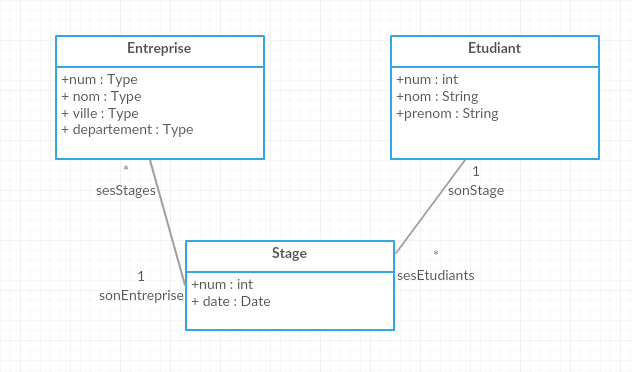 Entreprise
+num : Type
+ nom : Type
+ ville : Type
+ departement : Type
Etudiant
+num : int
+nom : String
+prenom : String
*
sesStages
1
sonStage
Stage
+num : int
+ date : Date
*
sesEtudiants
1
sonEntreprise